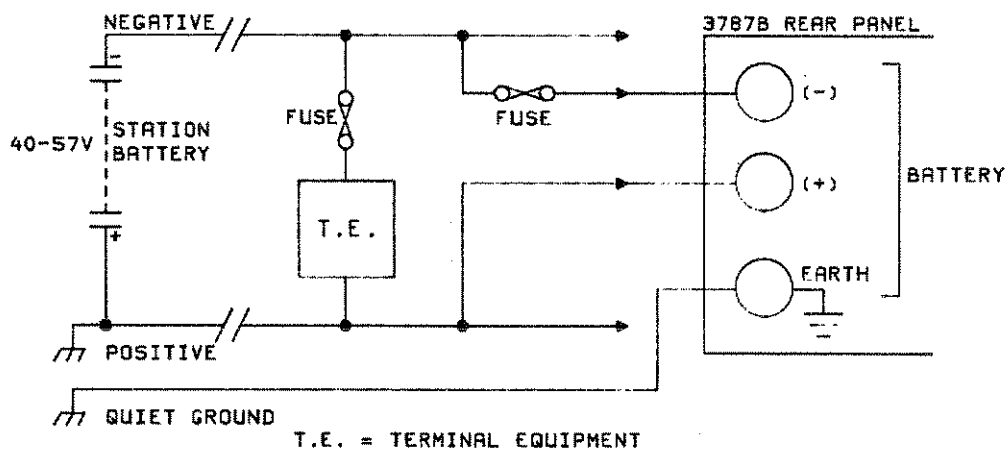 NEGATIVE
3787B REAR PANEL
-
(-)
FUSE
FUSE
40-57V
STATION
BATTERY
(+)
BATTERY
T.E.
+
EARTH
POSITIVE
QUIET GROUND
T.E. = TERMINAL EQUIPMENT